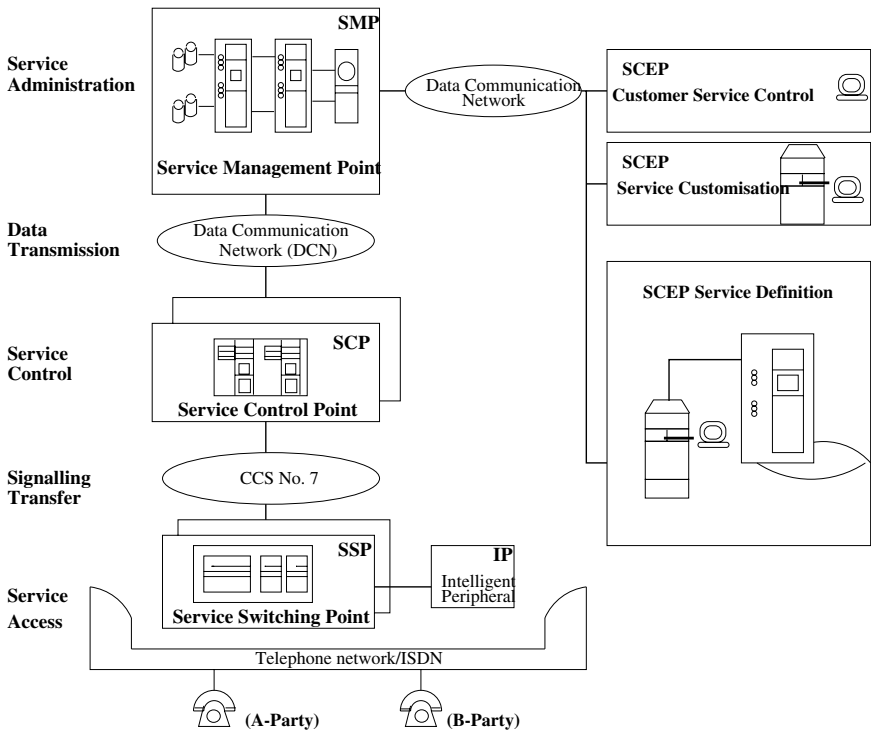 SMP
Service
Administration
Service Management Point
Data Communication
Network
SCEP
Customer Service Control
SCEP
Service Customisation
SCEP Service Definition
Data
Transmission
Data Communication
Network (DCN)
Service
Control
SCP
Service Control Point
Signalling
Transfer
CCS No. 7
SSP
Service Switching Point
IP
Intelligent
Peripheral
Service
Access
Telephone network/ISDN
(A-Party)
(B-Party)